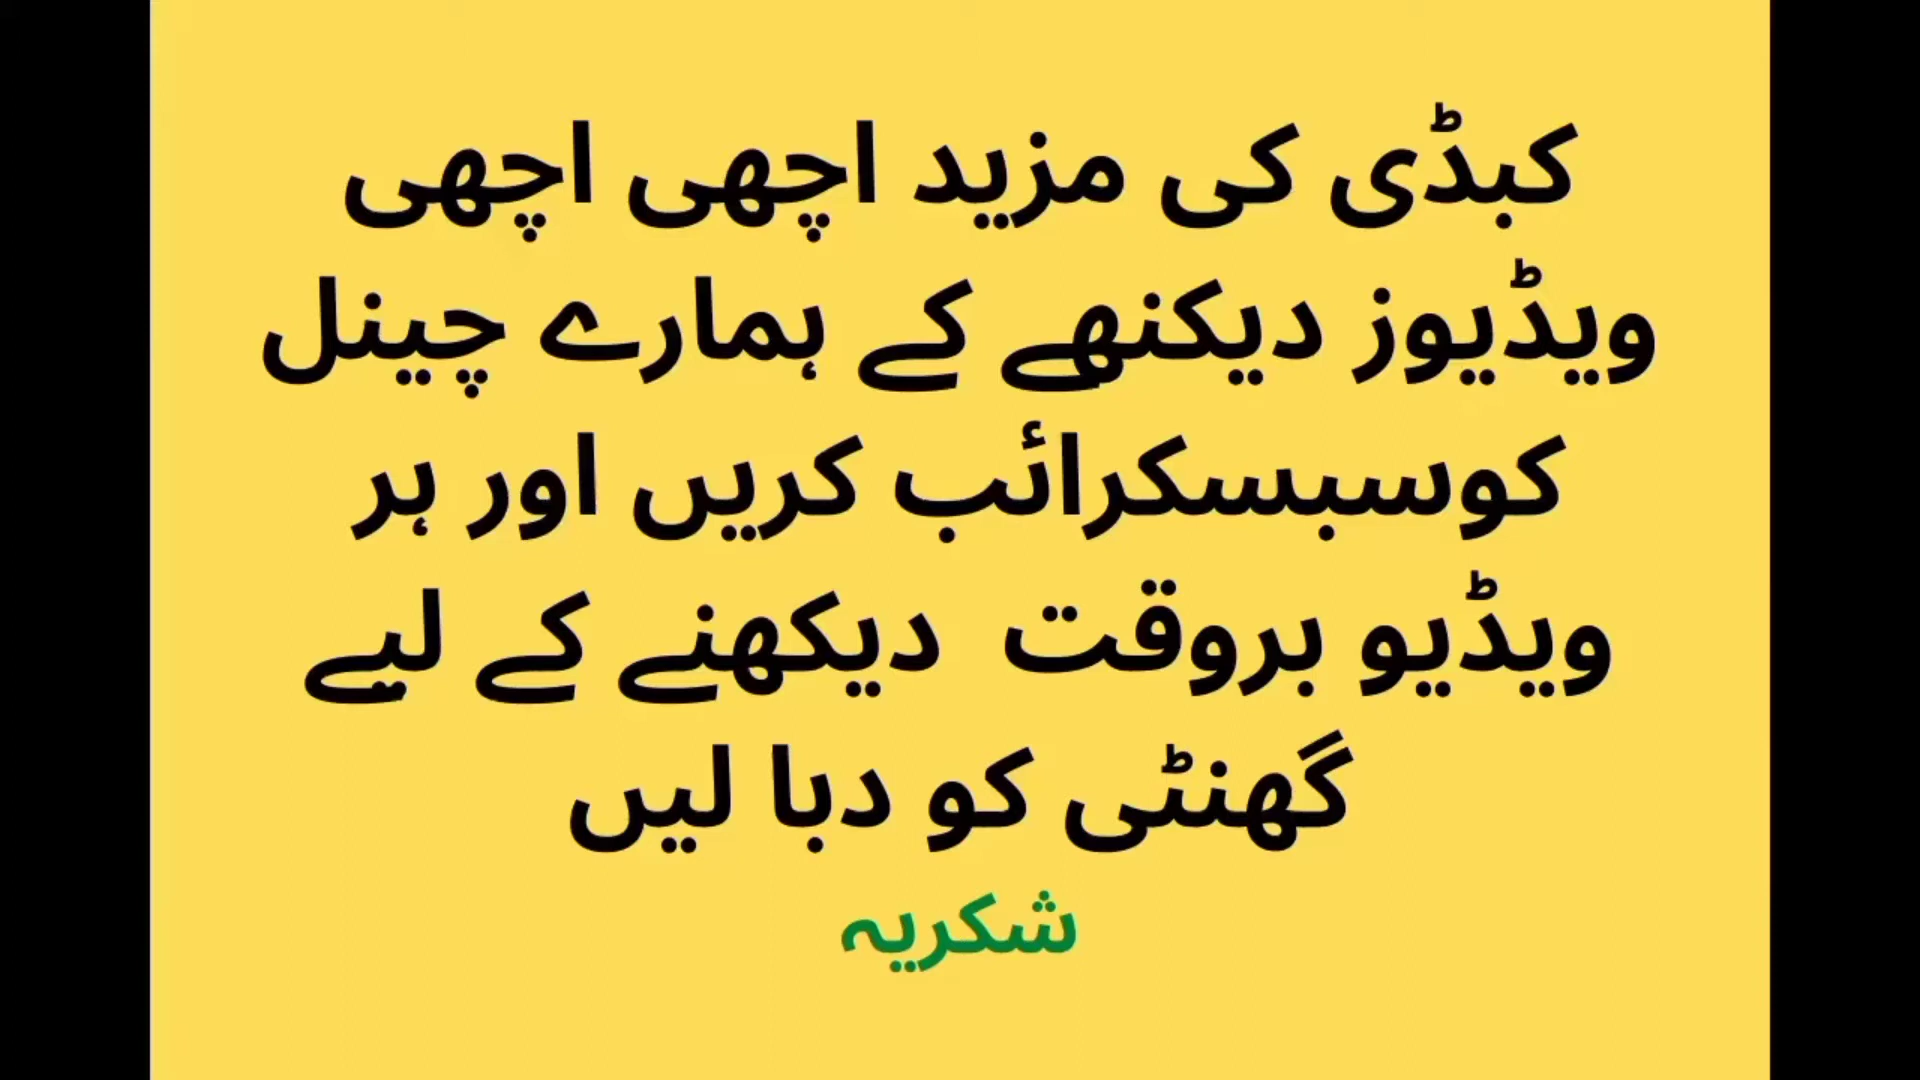 کبڈی کی مزید اچھی اچھی
ویڈیوز دیکنھے کے ہمارے چینل
کوسبسکرائب کریں اور ہر
ویڈیو بروقت دیکھنے کے لیے
گھنٹی کو دبا لیں
شکریہ